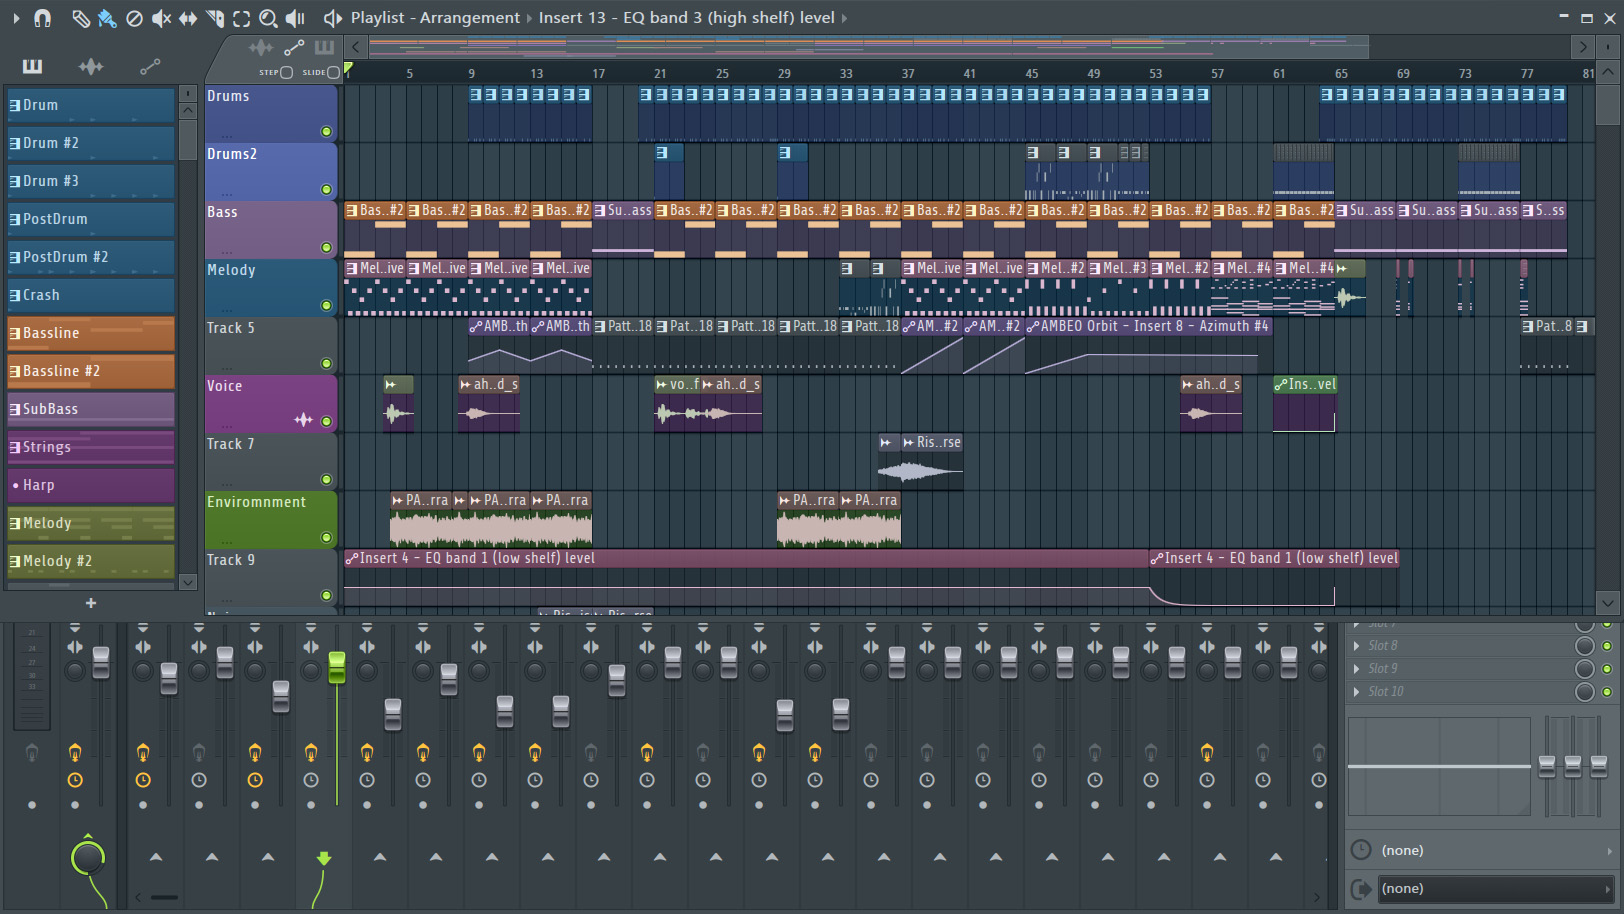 Playlist - Arrangement ▸ Insert 13 - EQ band 3 (high shelf) level
STEP SLIDE
5 9 13 17 21 25 29 33 37 41 45 49 53 57 61 65 69 73 77 81
Drum
Drum #2
Drum #3
PostDrum
PostDrum #2
Crash
Bassline
Bassline #2
SubBass
Strings
Harp
Melody
Melody #2
+
Drums
Drums2
Bass
Bas..#2 Bas..#2 Bas..#2 Bas..#2 Su..ass Bas..#2 Bas..#2 Bas..#2 Bas..#2 Bas..#2 Bas..#2 Bas..#2 Bas..#2 Bas..#2 Bas..#2 Bas..#2 Su..ass Su..ass Su..ass S..ss
Melody
Mel..ive Mel..ive Mel..ive Mel..ive Mel..ive Mel..ive Mel..#2 Mel..#3 Mel..#2 Mel..#4 Mel..#4
Track 5
AMB..th AMB..th Patt..18 Pat..18 Patt..18 Patt..18 Patt..18 AM..#2 AM..#2 AMBEO Orbit - Insert 8 - Azimuth #4 Pat..8
Voice
ah..d_s vo..f ah..d_s ah..d_s Ins..vel
Track 7
Ris..rse
Enviromnment
PA..rra PA..rra PA..rra PA..rra PA..rra
Track 9
Insert 4 - EQ band 1 (low shelf) level Insert 4 - EQ band 1 (low shelf) level
21
24
27
30
33
Slot 7
Slot 8
Slot 9
Slot 10
(none)
(none)